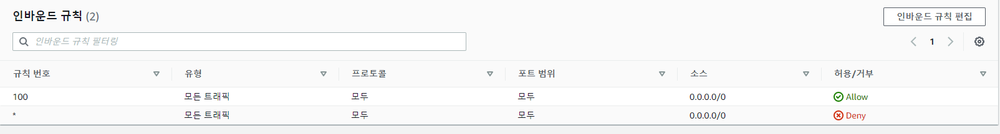 인바운드 규칙 (2)
인바운드 규칙 편집
인바운드 규칙 필터링
1
규칙 번호 유형 프로토콜 포트 범위 소스 허용/거부
100 모든 트래픽 모두 모두 0.0.0.0/0 Allow
* 모든 트래픽 모두 모두 0.0.0.0/0 Deny